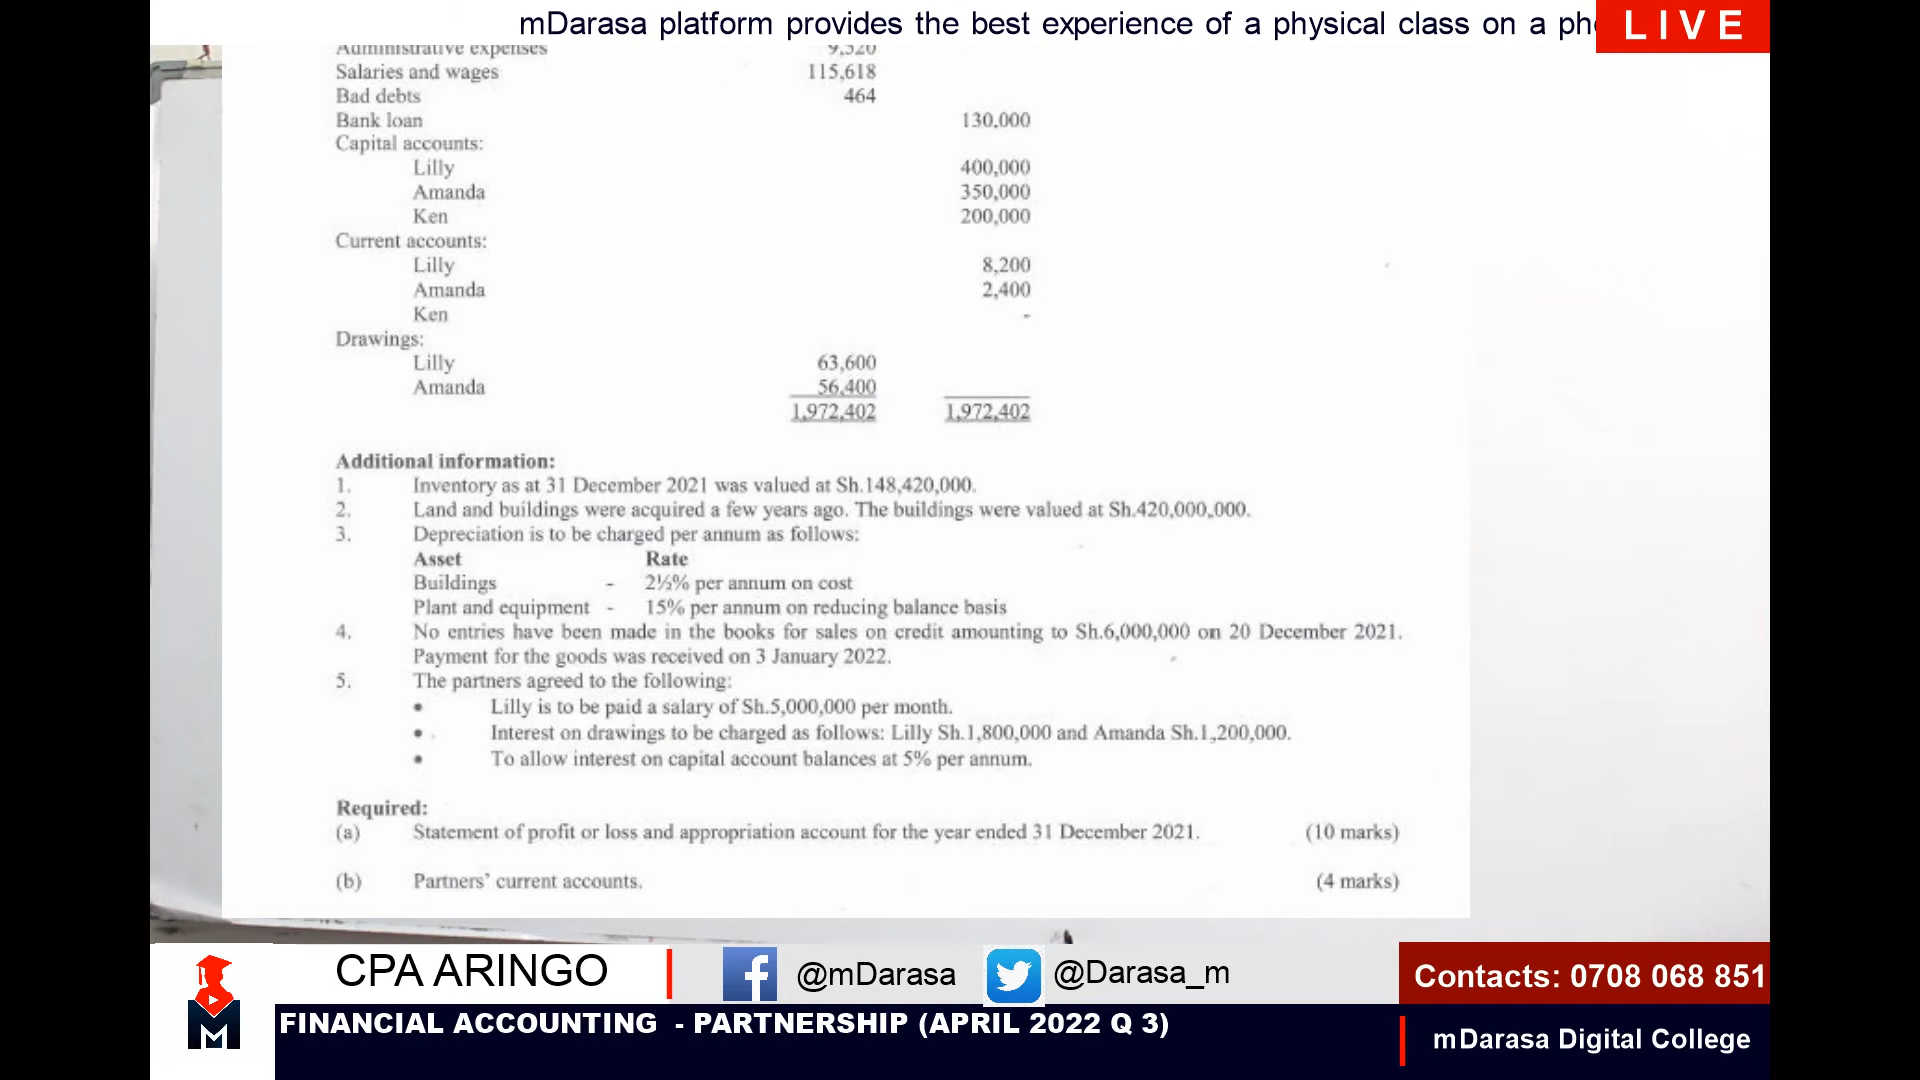 mDarasa platform provides the best experience of a physical class on a ph
LIVE
Administrative expenses 9,320
Salaries and wages 115,618
Bad debts 464
Bank loan 130,000
Capital accounts:
Lilly 400,000
Amanda 350,000
Ken 200,000
Current accounts:
Lilly 8,200
Amanda 2,400
Ken -
Drawings:
Lilly 63,600
Amanda 56,400
1,972,402 1,972,402
Additional information:
1. Inventory as at 31 December 2021 was valued at Sh.148,420,000.
2. Land and buildings were acquired a few years ago. The buildings were valued at Sh.420,000,000.
3. Depreciation is to be charged per annum as follows:
Asset Rate
Buildings - 2½% per annum on cost
Plant and equipment - 15% per annum on reducing balance basis
4. No entries have been made in the books for sales on credit amounting to Sh.6,000,000 on 20 December 2021.
Payment for the goods was received on 3 January 2022.
5. The partners agreed to the following:
• Lilly is to be paid a salary of Sh.5,000,000 per month.
• Interest on drawings to be charged as follows: Lilly Sh.1,800,000 and Amanda Sh.1,200,000.
• To allow interest on capital account balances at 5% per annum.
Required:
(a) Statement of profit or loss and appropriation account for the year ended 31 December 2021. (10 marks)
(b) Partners' current accounts. (4 marks)
CPA ARINGO
@mDarasa
@Darasa_m
Contacts: 0708 068 851
M
FINANCIAL ACCOUNTING - PARTNERSHIP (APRIL 2022 Q 3)
mDarasa Digital College